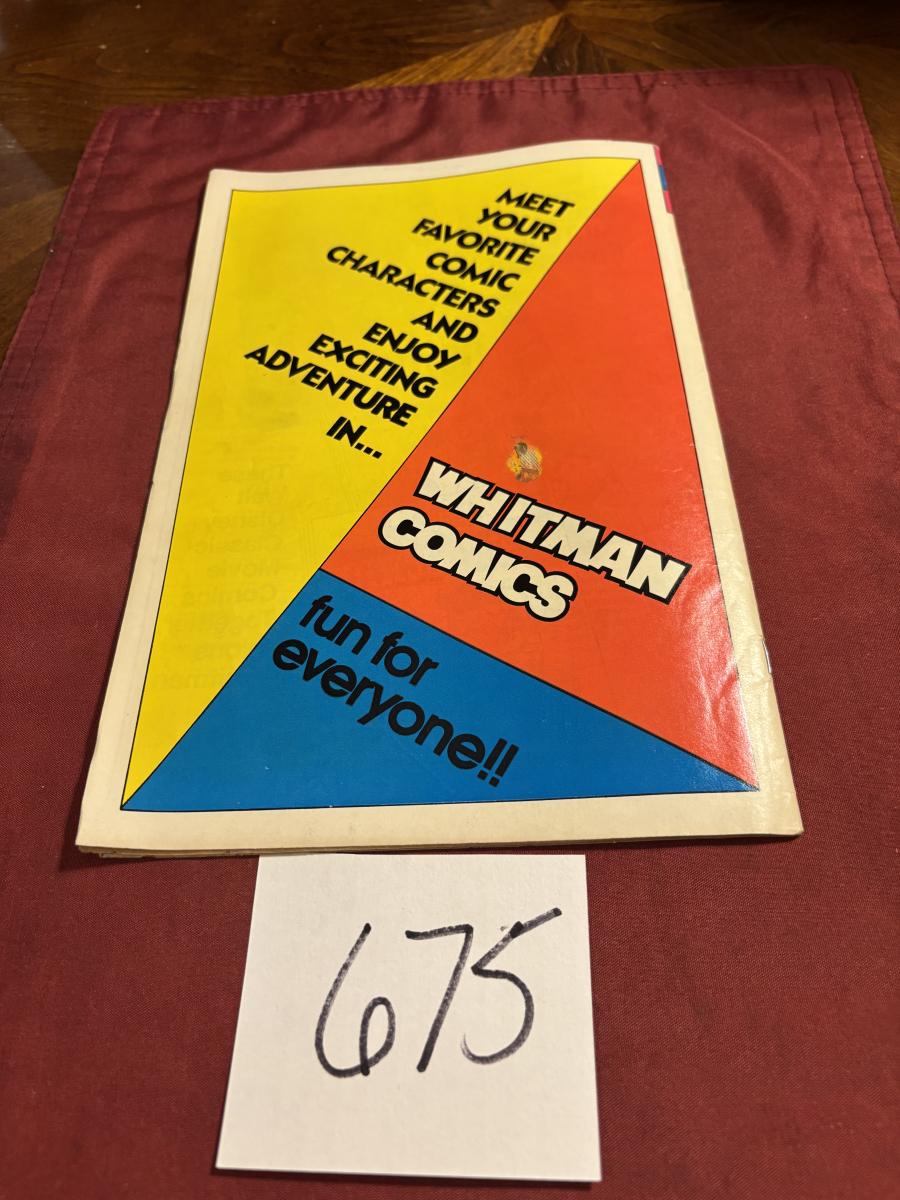 MEET
YOUR
FAVORITE
COMIC
CHARACTERS
AND
ENJOY
EXCITING
ADVENTURE
IN...
WHITMAN
COMICS
fun for
everyone!!
675